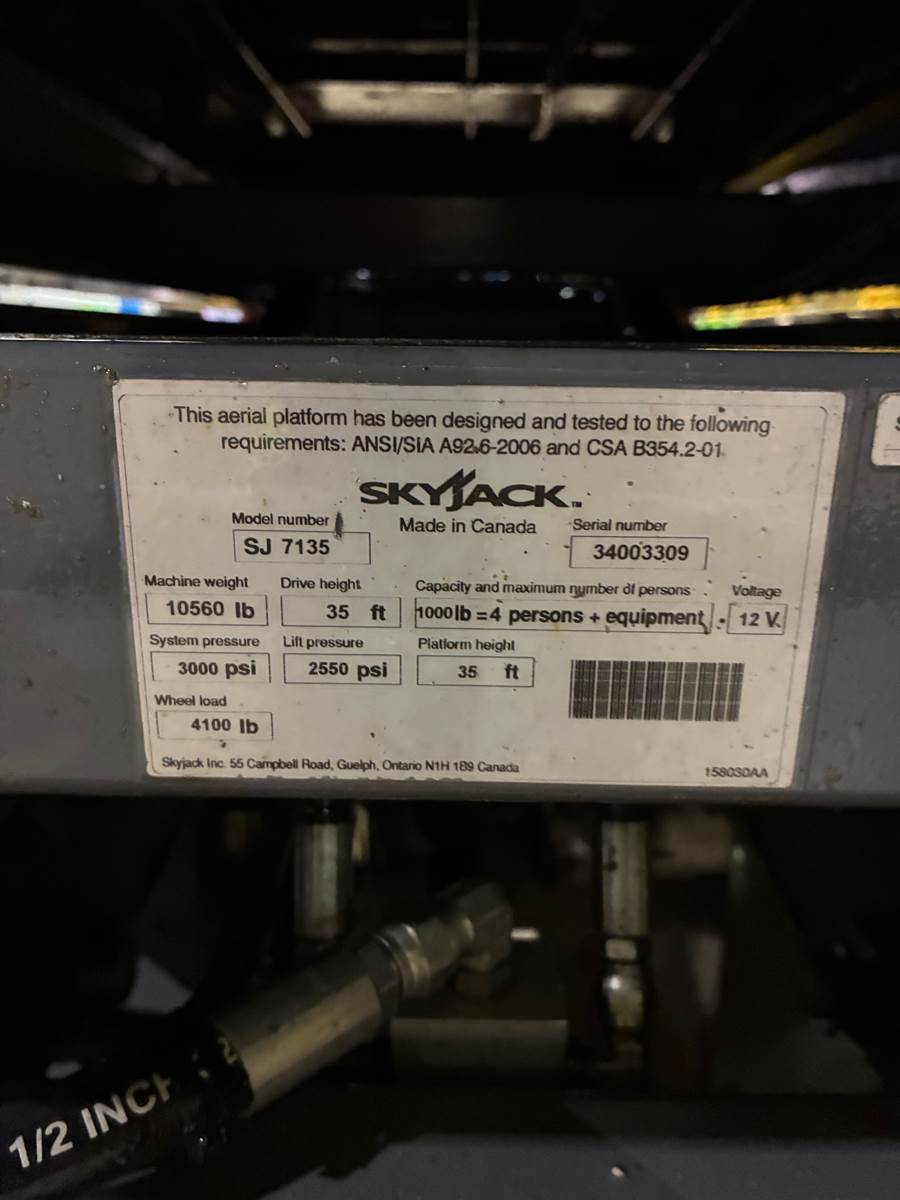 This aerial platform has been designed and tested to the following
requirements: ANSI/SIA A92.6-2006 and CSA B354.2-01.
SKYJACK™
Model number
Made in Canada
Serial number
SJ 7135
34003309
Machine weight
Drive height
Capacity and maximum number of persons
Voltage
10560 lb
35 ft
1000 lb = 4 persons + equipment
12 V.
System pressure
Lift pressure
Platform height
3000 psi
2550 psi
35 ft
Wheel load
4100 lb
Skyjack Inc. 55 Campbell Road, Guelph, Ontario N1H 1B9 Canada
158030AA
1/2 INCH